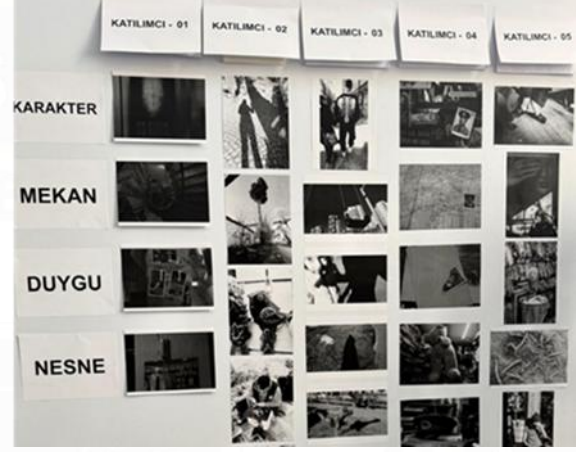 KATILIMCI - 01
KATILIMCI - 02
KATILIMCI - 03
KATILIMCI - 04
KATILIMCI - 05
KARAKTER
MEKAN
DUYGU
NESNE